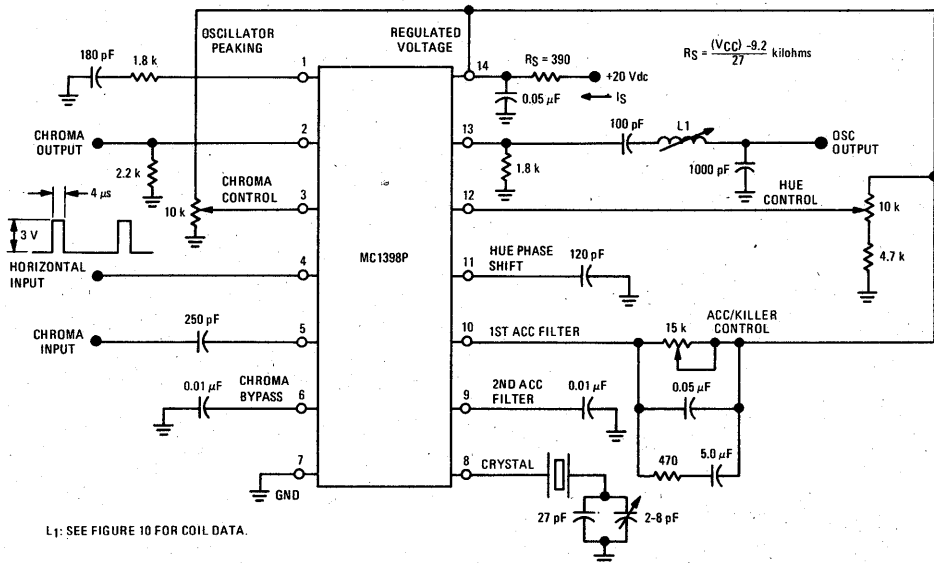 OSCILLATOR
PEAKING
REGULATED
VOLTAGE
RS = 390
RS = (VCC) -9.2 kilohms
27
180 pF
1.8 k
1
14
+20 Vdc
0.05 µF
IS
CHROMA
OUTPUT
2
2.2 k
13
100 pF
L1
OSC
OUTPUT
1.8 k
1000 pF
4 µs
3 V
10 k
CHROMA
CONTROL
3
12
HUE
CONTROL
10 k
4.7 k
HORIZONTAL
INPUT
4
MC1398P
11
HUE PHASE
SHIFT
120 pF
CHROMA
INPUT
250 pF
5
10
1ST ACC FILTER
15 k
ACC/KILLER
CONTROL
0.05 µF
470
5.0 µF
0.01 µF
CHROMA
BYPASS
6
9
2ND ACC
FILTER
0.01 µF
7
GND
8
CRYSTAL
27 pF
2-8 pF
L1: SEE FIGURE 10 FOR COIL DATA.